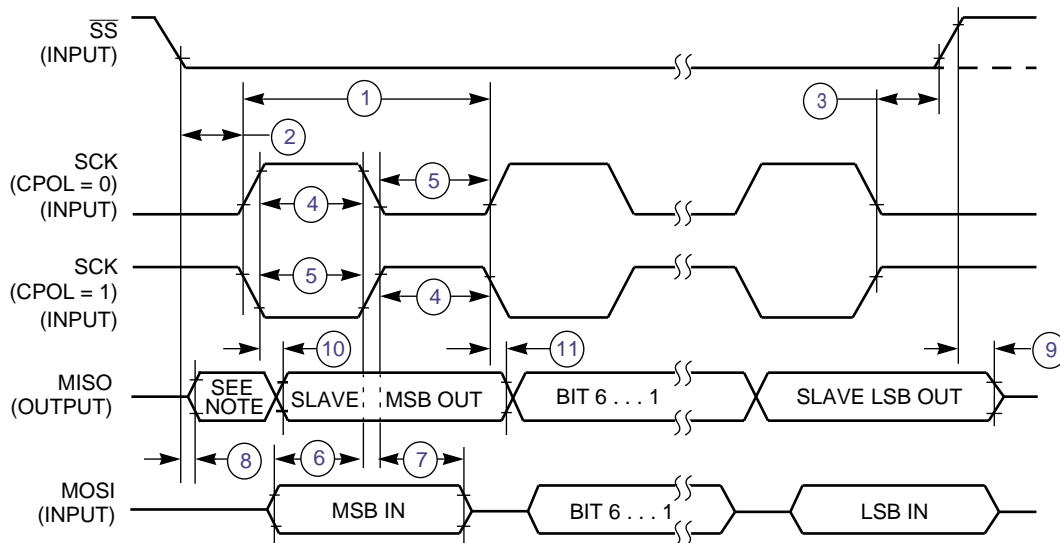 SS
(INPUT)
1
3
2
SCK
(CPOL = 0)
(INPUT)
4
5
SCK
(CPOL = 1)
(INPUT)
5
4
10
11
9
MISO
(OUTPUT)
SEE
NOTE
SLAVE
MSB OUT
BIT 6 . . . 1
SLAVE LSB OUT
8
6
7
MOSI
(INPUT)
MSB IN
BIT 6 . . . 1
LSB IN